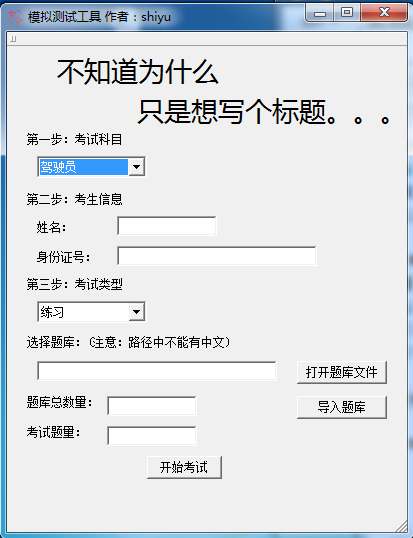 模拟测试工具 作者：shiyu
不知道为什么
只是想写个标题。。。
第一步：考试科目
驾驶员
第二步：考生信息
姓名：
身份证号：
第三步：考试类型
练习
选择题库：（注意：路径中不能有中文）
打开题库文件
题库总数量：
导入题库
考试题量：
开始考试